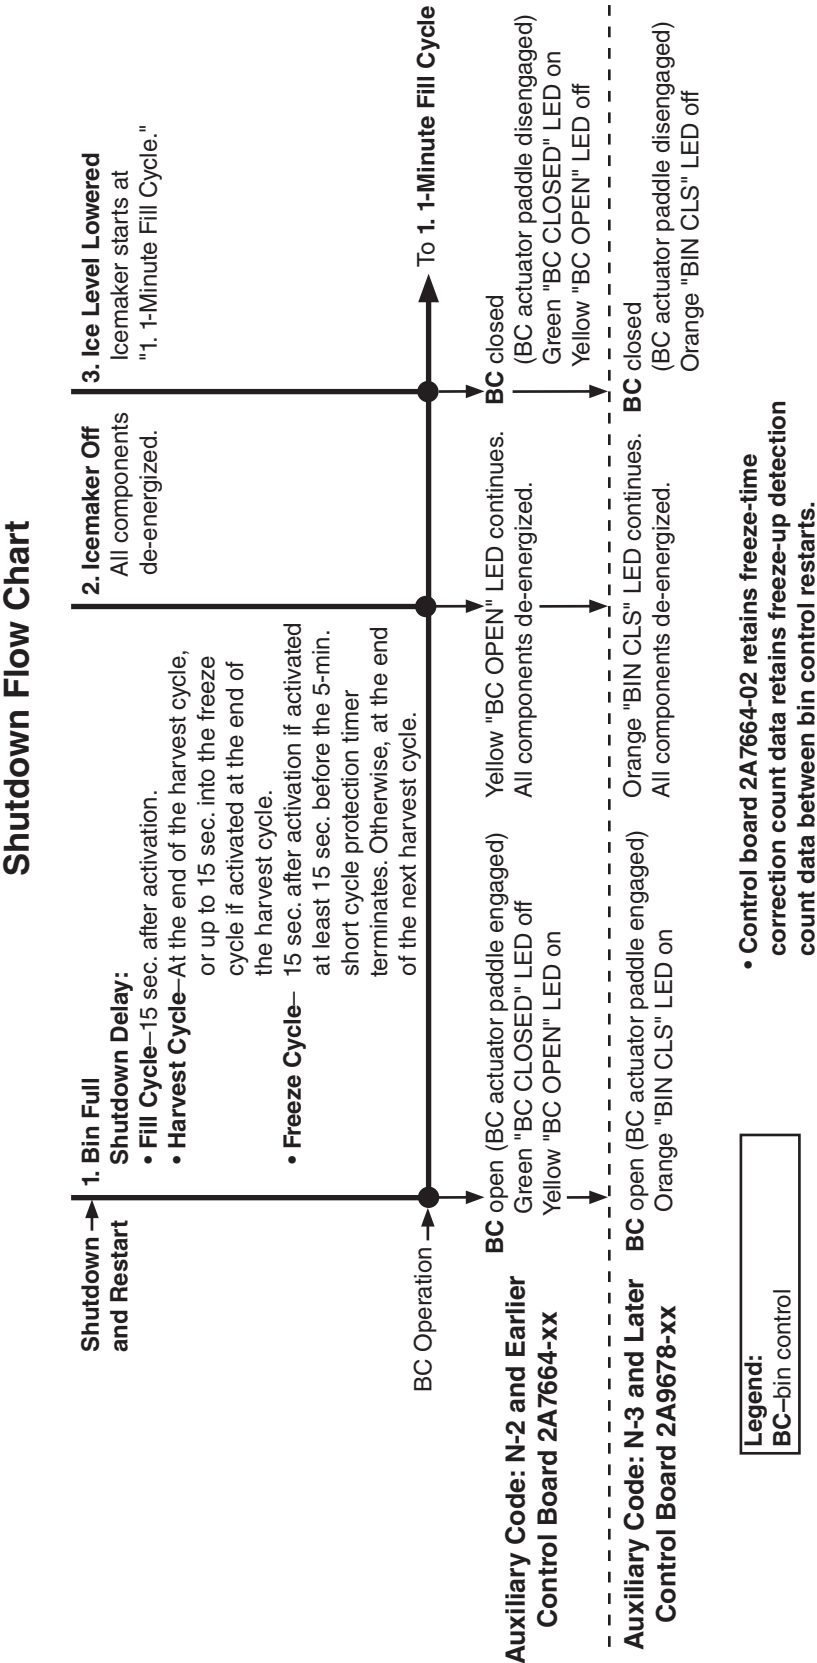 Shutdown Flow Chart
Shutdown
and Restart
1. Bin Full
Shutdown Delay:
• Fill Cycle–15 sec. after activation.
• Harvest Cycle–At the end of the harvest cycle,
or up to 15 sec. into the freeze
cycle if activated at the end of
the harvest cycle.
• Freeze Cycle– 15 sec. after activation if activated
at least 15 sec. before the 5-min.
short cycle protection timer
terminates. Otherwise, at the end
of the next harvest cycle.
2. Icemaker Off
All components
de-energized.
3. Ice Level Lowered
Icemaker starts at
"1. 1-Minute Fill Cycle."
BC Operation
To 1. 1-Minute Fill Cycle
Auxiliary Code: N-2 and Earlier
Control Board 2A7664-xx
BC open (BC actuator paddle engaged)
Green "BC CLOSED" LED off
Yellow "BC OPEN" LED on
Yellow "BC OPEN" LED continues.
All components de-energized.
BC closed
(BC actuator paddle disengaged)
Green "BC CLOSED" LED on
Yellow "BC OPEN" LED off
Auxiliary Code: N-3 and Later
Control Board 2A9678-xx
BC open (BC actuator paddle engaged)
Orange "BIN CLS" LED on
Orange "BIN CLS" LED continues.
All components de-energized.
BC closed
(BC actuator paddle disengaged)
Orange "BIN CLS" LED off
Legend:
BC–bin control
• Control board 2A7664-02 retains freeze-time
correction count data retains freeze-up detection
count data between bin control restarts.